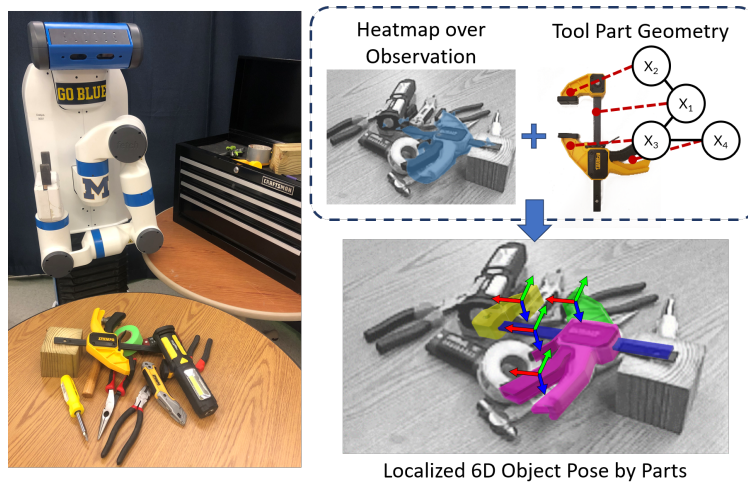 GO BLUE
M
CRAFTSMAN
Heatmap over
Observation
Tool Part Geometry
X₂
X₁
X₃
X₄
Localized 6D Object Pose by Parts